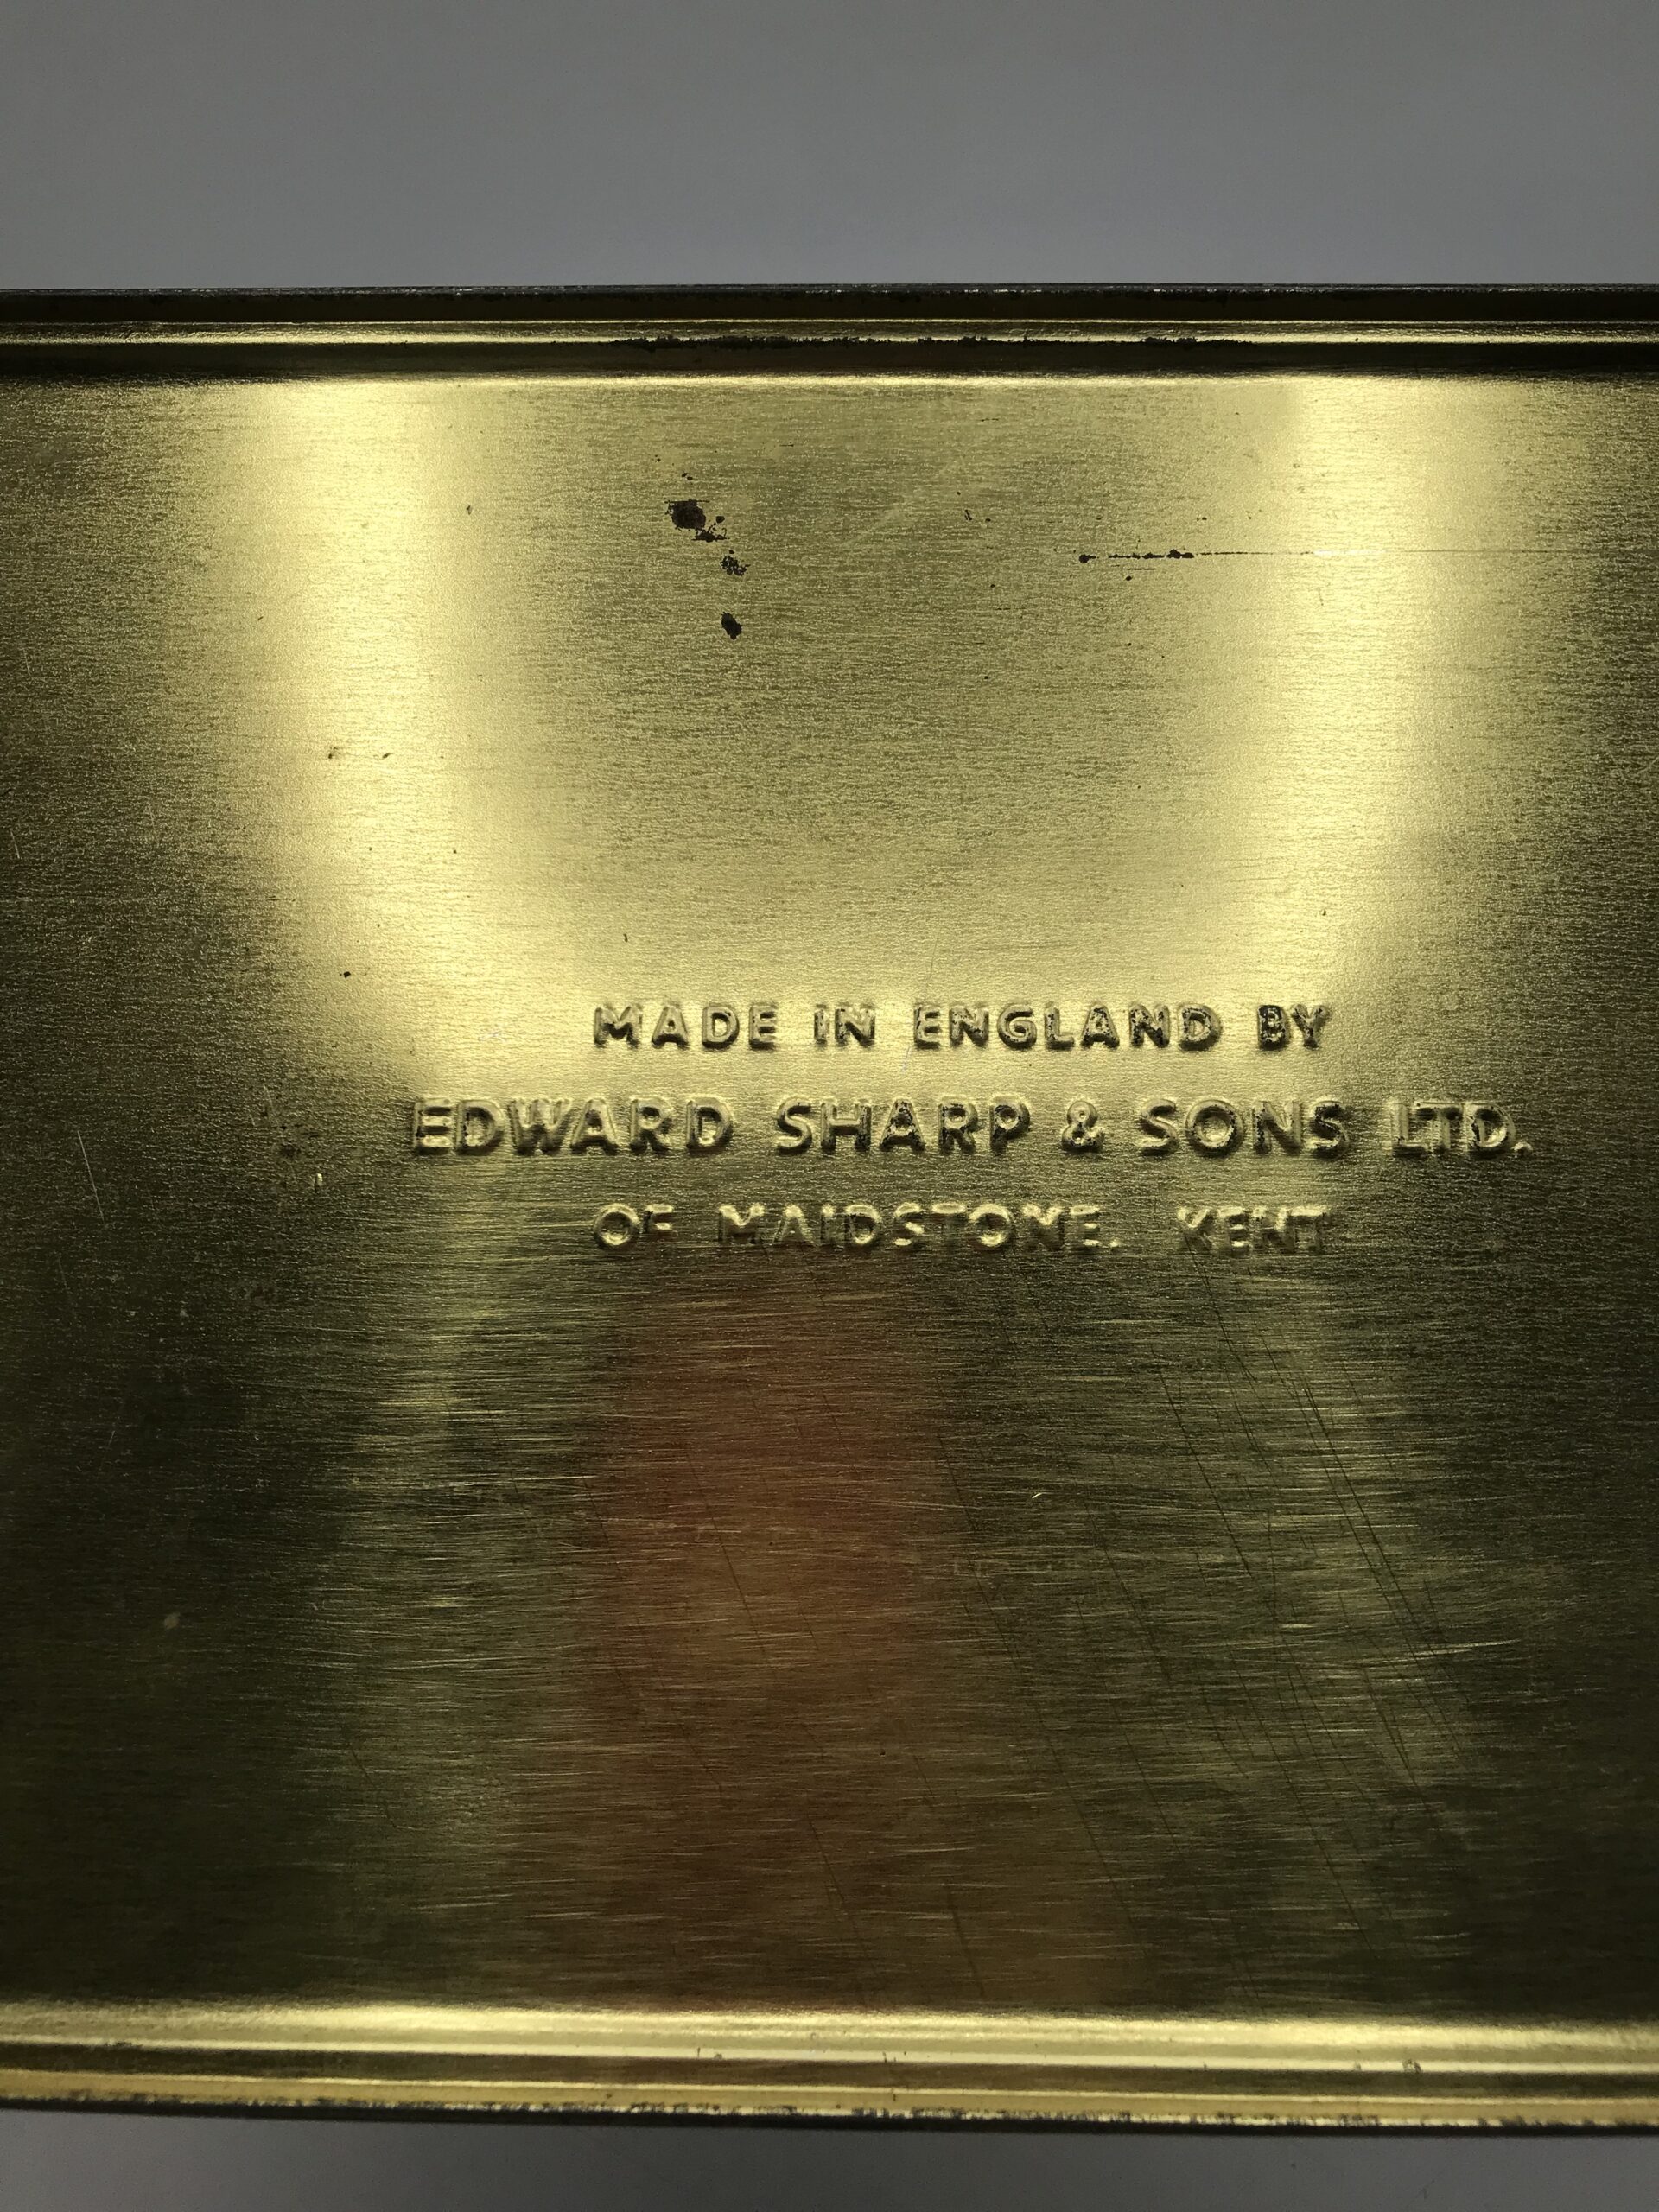 MADE IN ENGLAND BY
EDWARD SHARP & SONS LTD.
OF MAIDSTONE. KENT